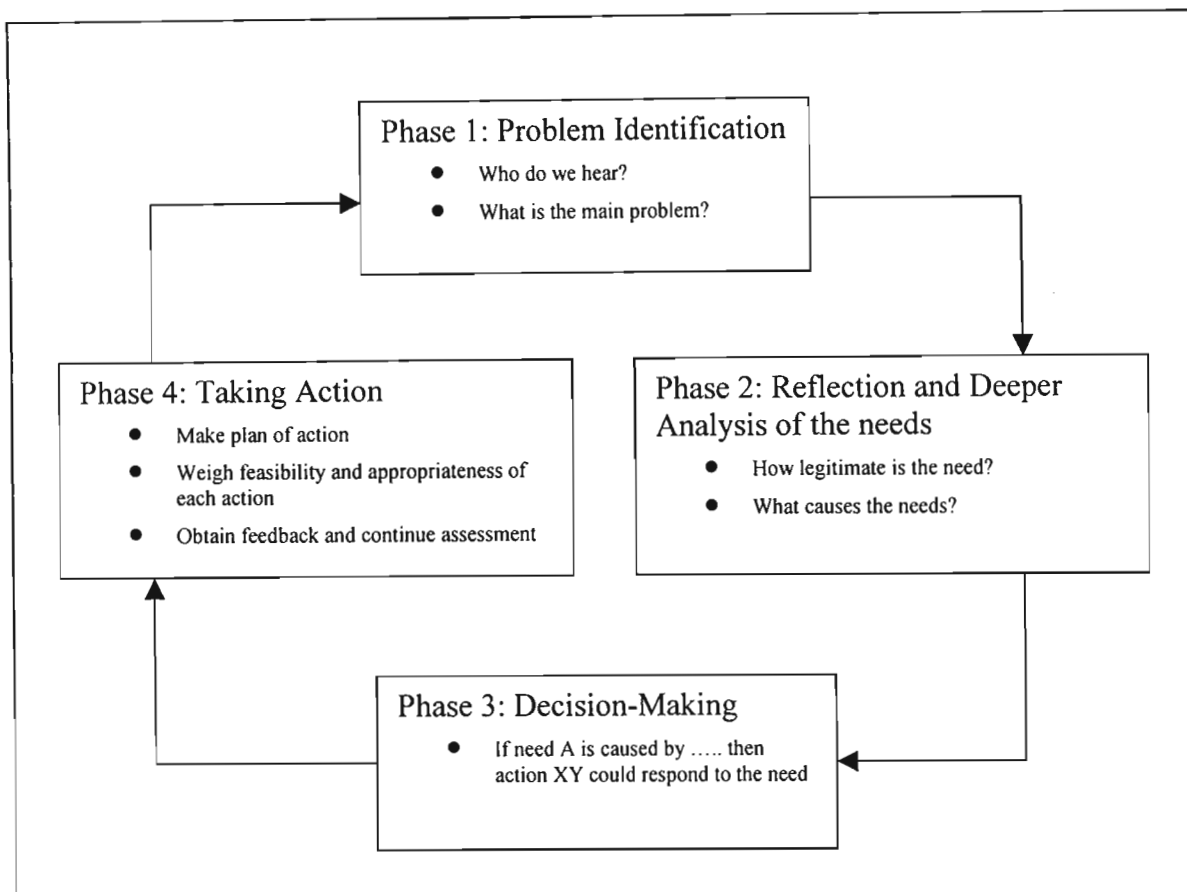 Phase 1: Problem Identification
● Who do we hear?
● What is the main problem?
Phase 2: Reflection and Deeper
Analysis of the needs
● How legitimate is the need?
● What causes the needs?
Phase 3: Decision-Making
● If need A is caused by ..... then
action XY could respond to the need
Phase 4: Taking Action
● Make plan of action
● Weigh feasibility and appropriateness of
each action
● Obtain feedback and continue assessment